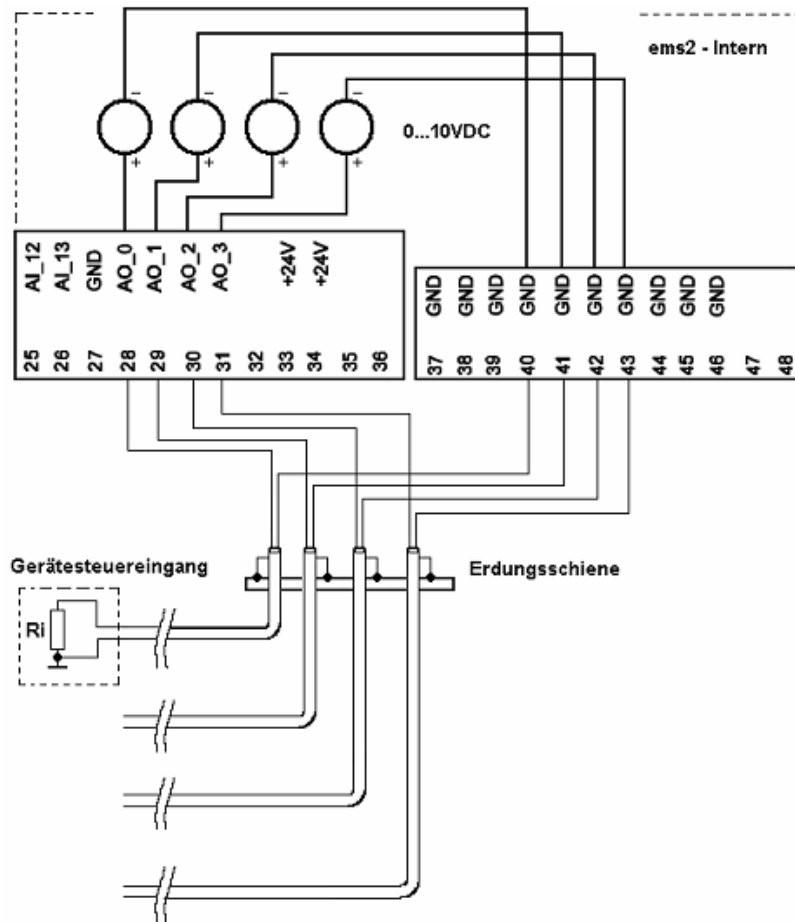 ems2 - Intern
- - - -
0...10VDC
+ + + +
AI_12 AI_13 GND AO_0 AO_1 AO_2 AO_3 +24V +24V
25 26 27 28 29 30 31 32 33 34 35 36
GND GND GND GND GND GND GND GND GND GND
37 38 39 40 41 42 43 44 45 46 47 48
Gerätesteuereingang
Erdungsschiene
Ri